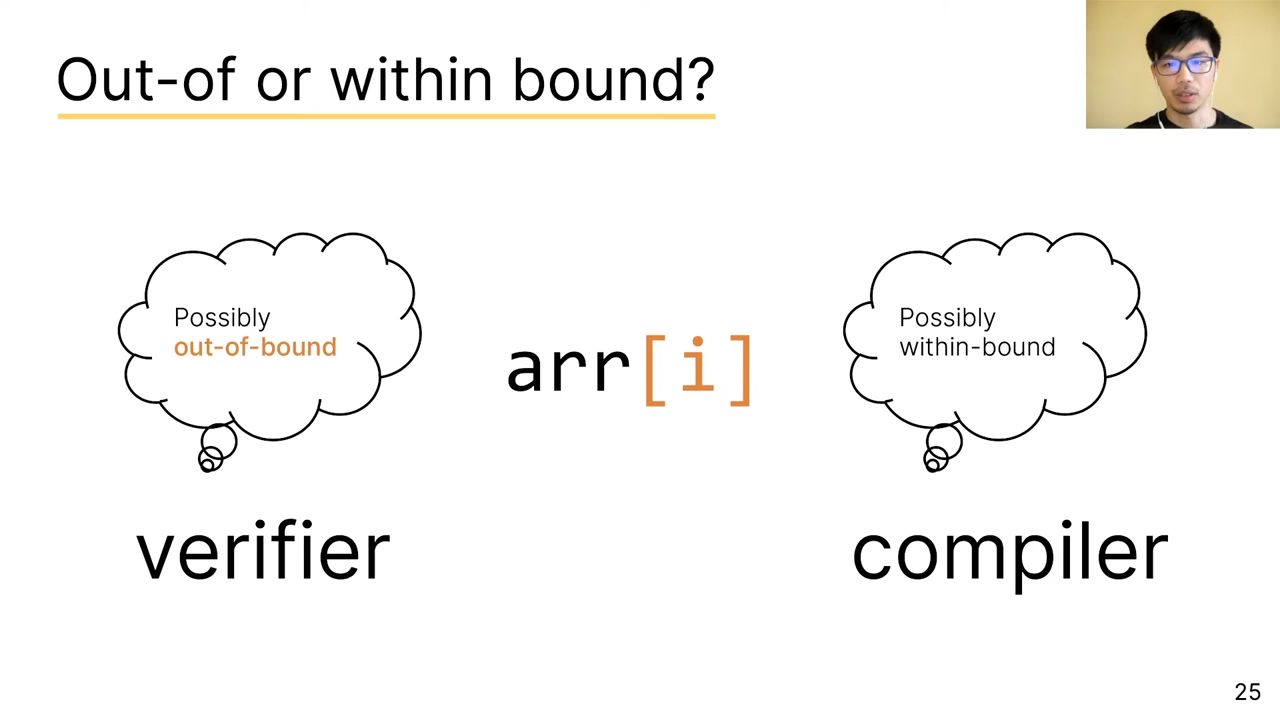 Out-of or within bound?
Possibly
out-of-bound
arr[i]
Possibly
within-bound
verifier
compiler
25